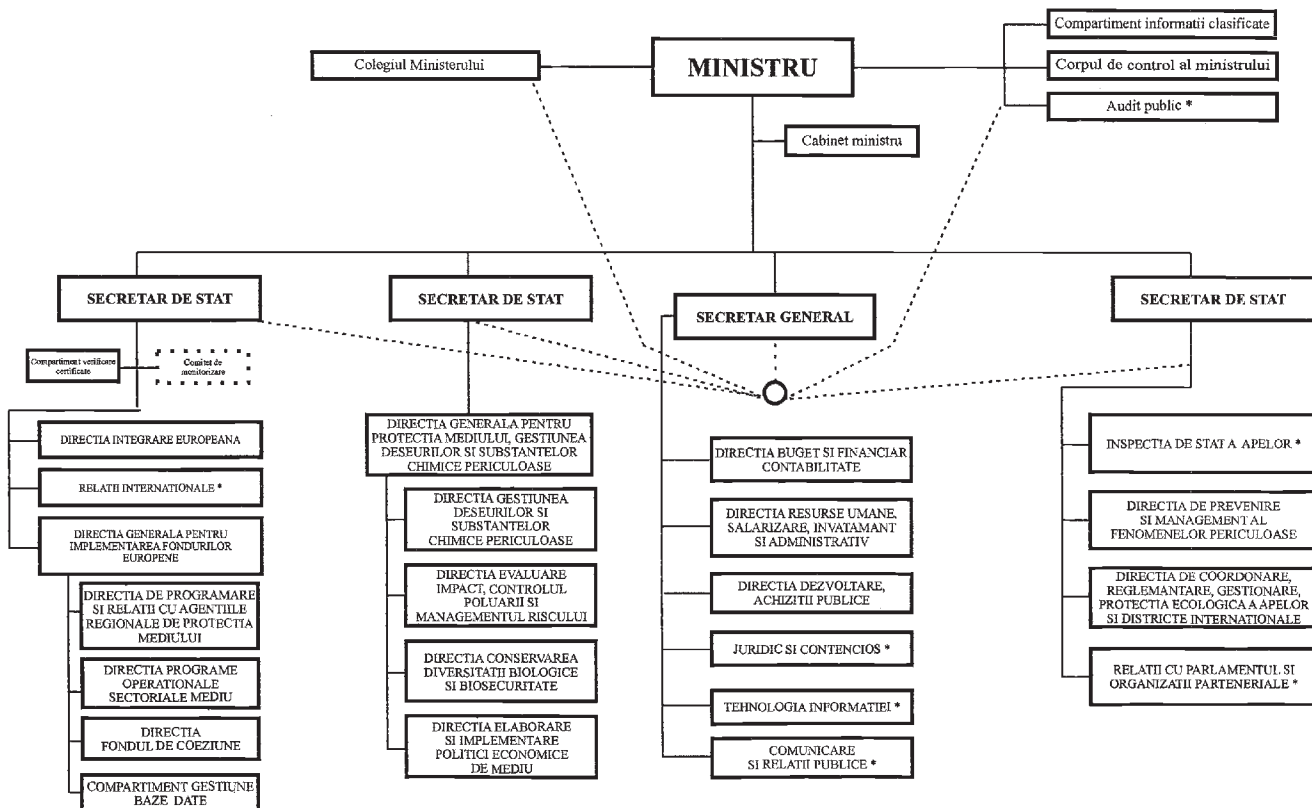 Compartiment informatii clasificate
Colegiul Ministerului
MINISTRU
Corpul de control al ministrului
Audit public *
Cabinet ministru
SECRETAR DE STAT
SECRETAR DE STAT
SECRETAR GENERAL
SECRETAR DE STAT
Compartiment verificare
certificate
Comitet de
monitorizare
DIRECTIA INTEGRARE EUROPEANA
RELATII INTERNATIONALE *
DIRECTIA GENERALA PENTRU
IMPLEMENTAREA FONDURILOR
EUROPENE
DIRECTIA DE PROGRAMARE
SI RELATII CU AGENTIILE
REGIONALE DE PROTECTIA
MEDIULUI
DIRECTIA PROGRAME
OPERATIONALE
SECTORIALE MEDIU
DIRECTIA
FONDUL DE COEZIUNE
COMPARTIMENT GESTIUNE
BAZE DATE
DIRECTIA GENERALA PENTRU
PROTECTIA MEDIULUI, GESTIUNEA
DESEURILOR SI SUBSTANTELOR
CHIMICE PERICULOASE
DIRECTIA GESTIUNEA
DESEURILOR SI
SUBSTANTELOR
CHIMICE PERICULOASE
DIRECTIA EVALUARE
IMPACT, CONTROLUL
POLUARII SI
MANAGEMENTUL RISCULUI
DIRECTIA CONSERVAREA
DIVERSITATII BIOLOGICE
SI BIOSECURITATE
DIRECTIA ELABORARE
SI IMPLEMENTARE
POLITICI ECONOMICE
DE MEDIU
DIRECTIA BUGET SI FINANCIAR
CONTABILITATE
DIRECTIA RESURSE UMANE,
SALARIZARE, INVATAMANT
SI ADMINISTRATIV
DIRECTIA DEZVOLTARE,
ACHIZITII PUBLICE
JURIDIC SI CONTENCIOS *
TEHNOLOGIA INFORMATIEI *
COMUNICARE
SI RELATII PUBLICE *
INSPECTIA DE STAT A APELOR *
DIRECTIA DE PREVENIRE
SI MANAGEMENT AL
FENOMENELOR PERICULOASE
DIRECTIA DE COORDONARE,
REGLEMANTARE, GESTIONARE,
PROTECTIA ECOLOGICA A APELOR
SI DISTRICTE INTERNATIONALE
RELATII CU PARLAMENTUL SI
ORGANIZATII PARTENERIALE *